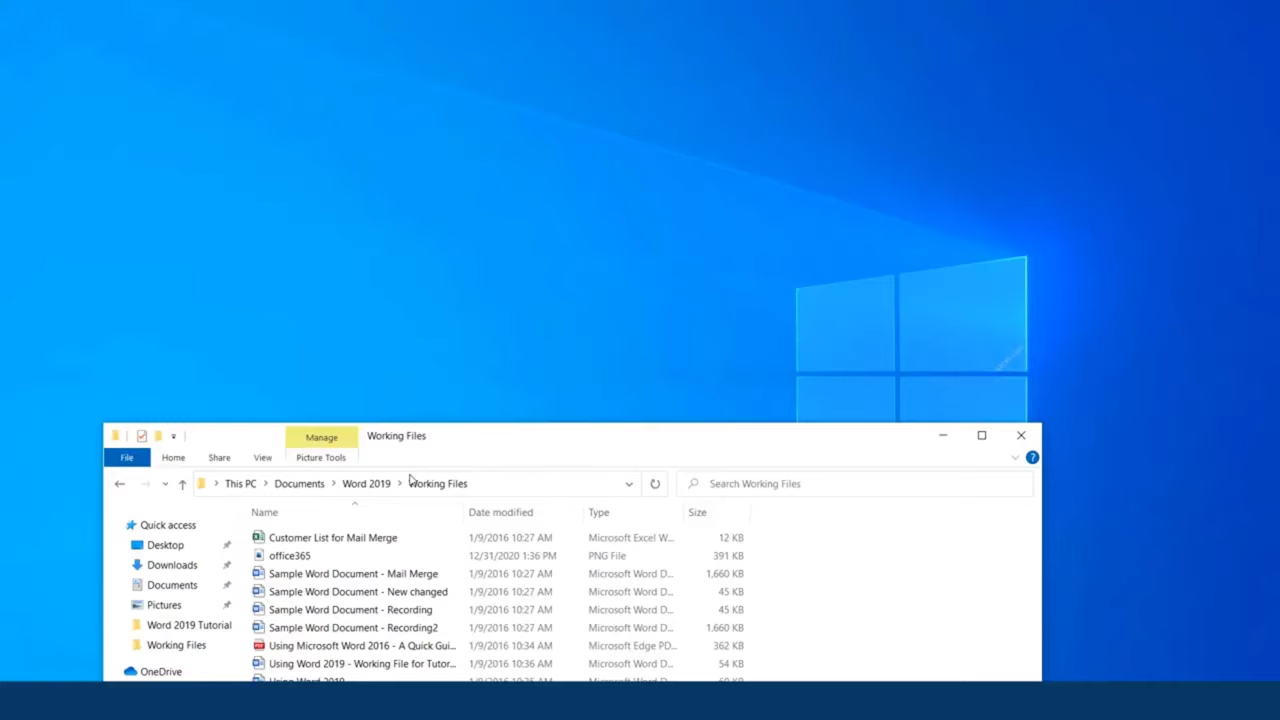 Manage Working Files
File Home Share View Picture Tools
This PC > Documents > Word 2019 > Working Files
Search Working Files
Name Date modified Type Size
Quick access
Desktop
Downloads
Documents
Pictures
Word 2019 Tutorial
Working Files
OneDrive
Customer List for Mail Merge 1/9/2016 10:27 AM Microsoft Excel W... 12 KB
office365 12/31/2020 1:36 PM PNG File 391 KB
Sample Word Document - Mail Merge 1/9/2016 10:27 AM Microsoft Word D... 1,660 KB
Sample Word Document - New changed 1/9/2016 10:27 AM Microsoft Word D... 45 KB
Sample Word Document - Recording 1/9/2016 10:27 AM Microsoft Word D... 45 KB
Sample Word Document - Recording2 1/9/2016 10:27 AM Microsoft Word D... 1,660 KB
Using Microsoft Word 2016 - A Quick Gui... 1/9/2016 10:34 AM Microsoft Edge PD... 362 KB
Using Word 2019 - Working File for Tutor... 1/9/2016 10:36 AM Microsoft Word D... 54 KB
Using Word 2019